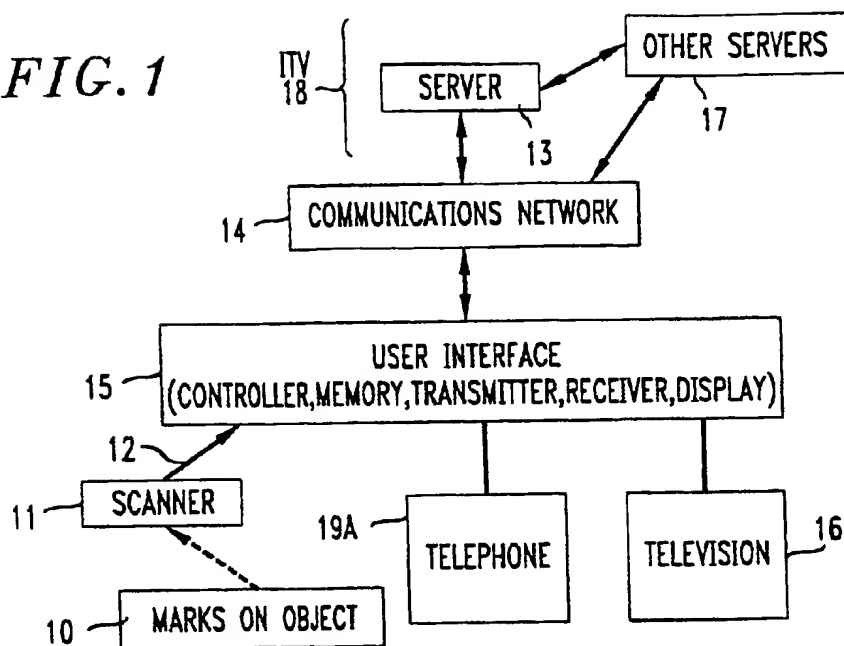 FIG. 1
ITV
18
SERVER
13
OTHER SERVERS
17
14
COMMUNICATIONS NETWORK
15
USER INTERFACE
(CONTROLLER,MEMORY,TRANSMITTER,RECEIVER,DISPLAY)
12
11
SCANNER
19A
TELEPHONE
TELEVISION
16
10
MARKS ON OBJECT